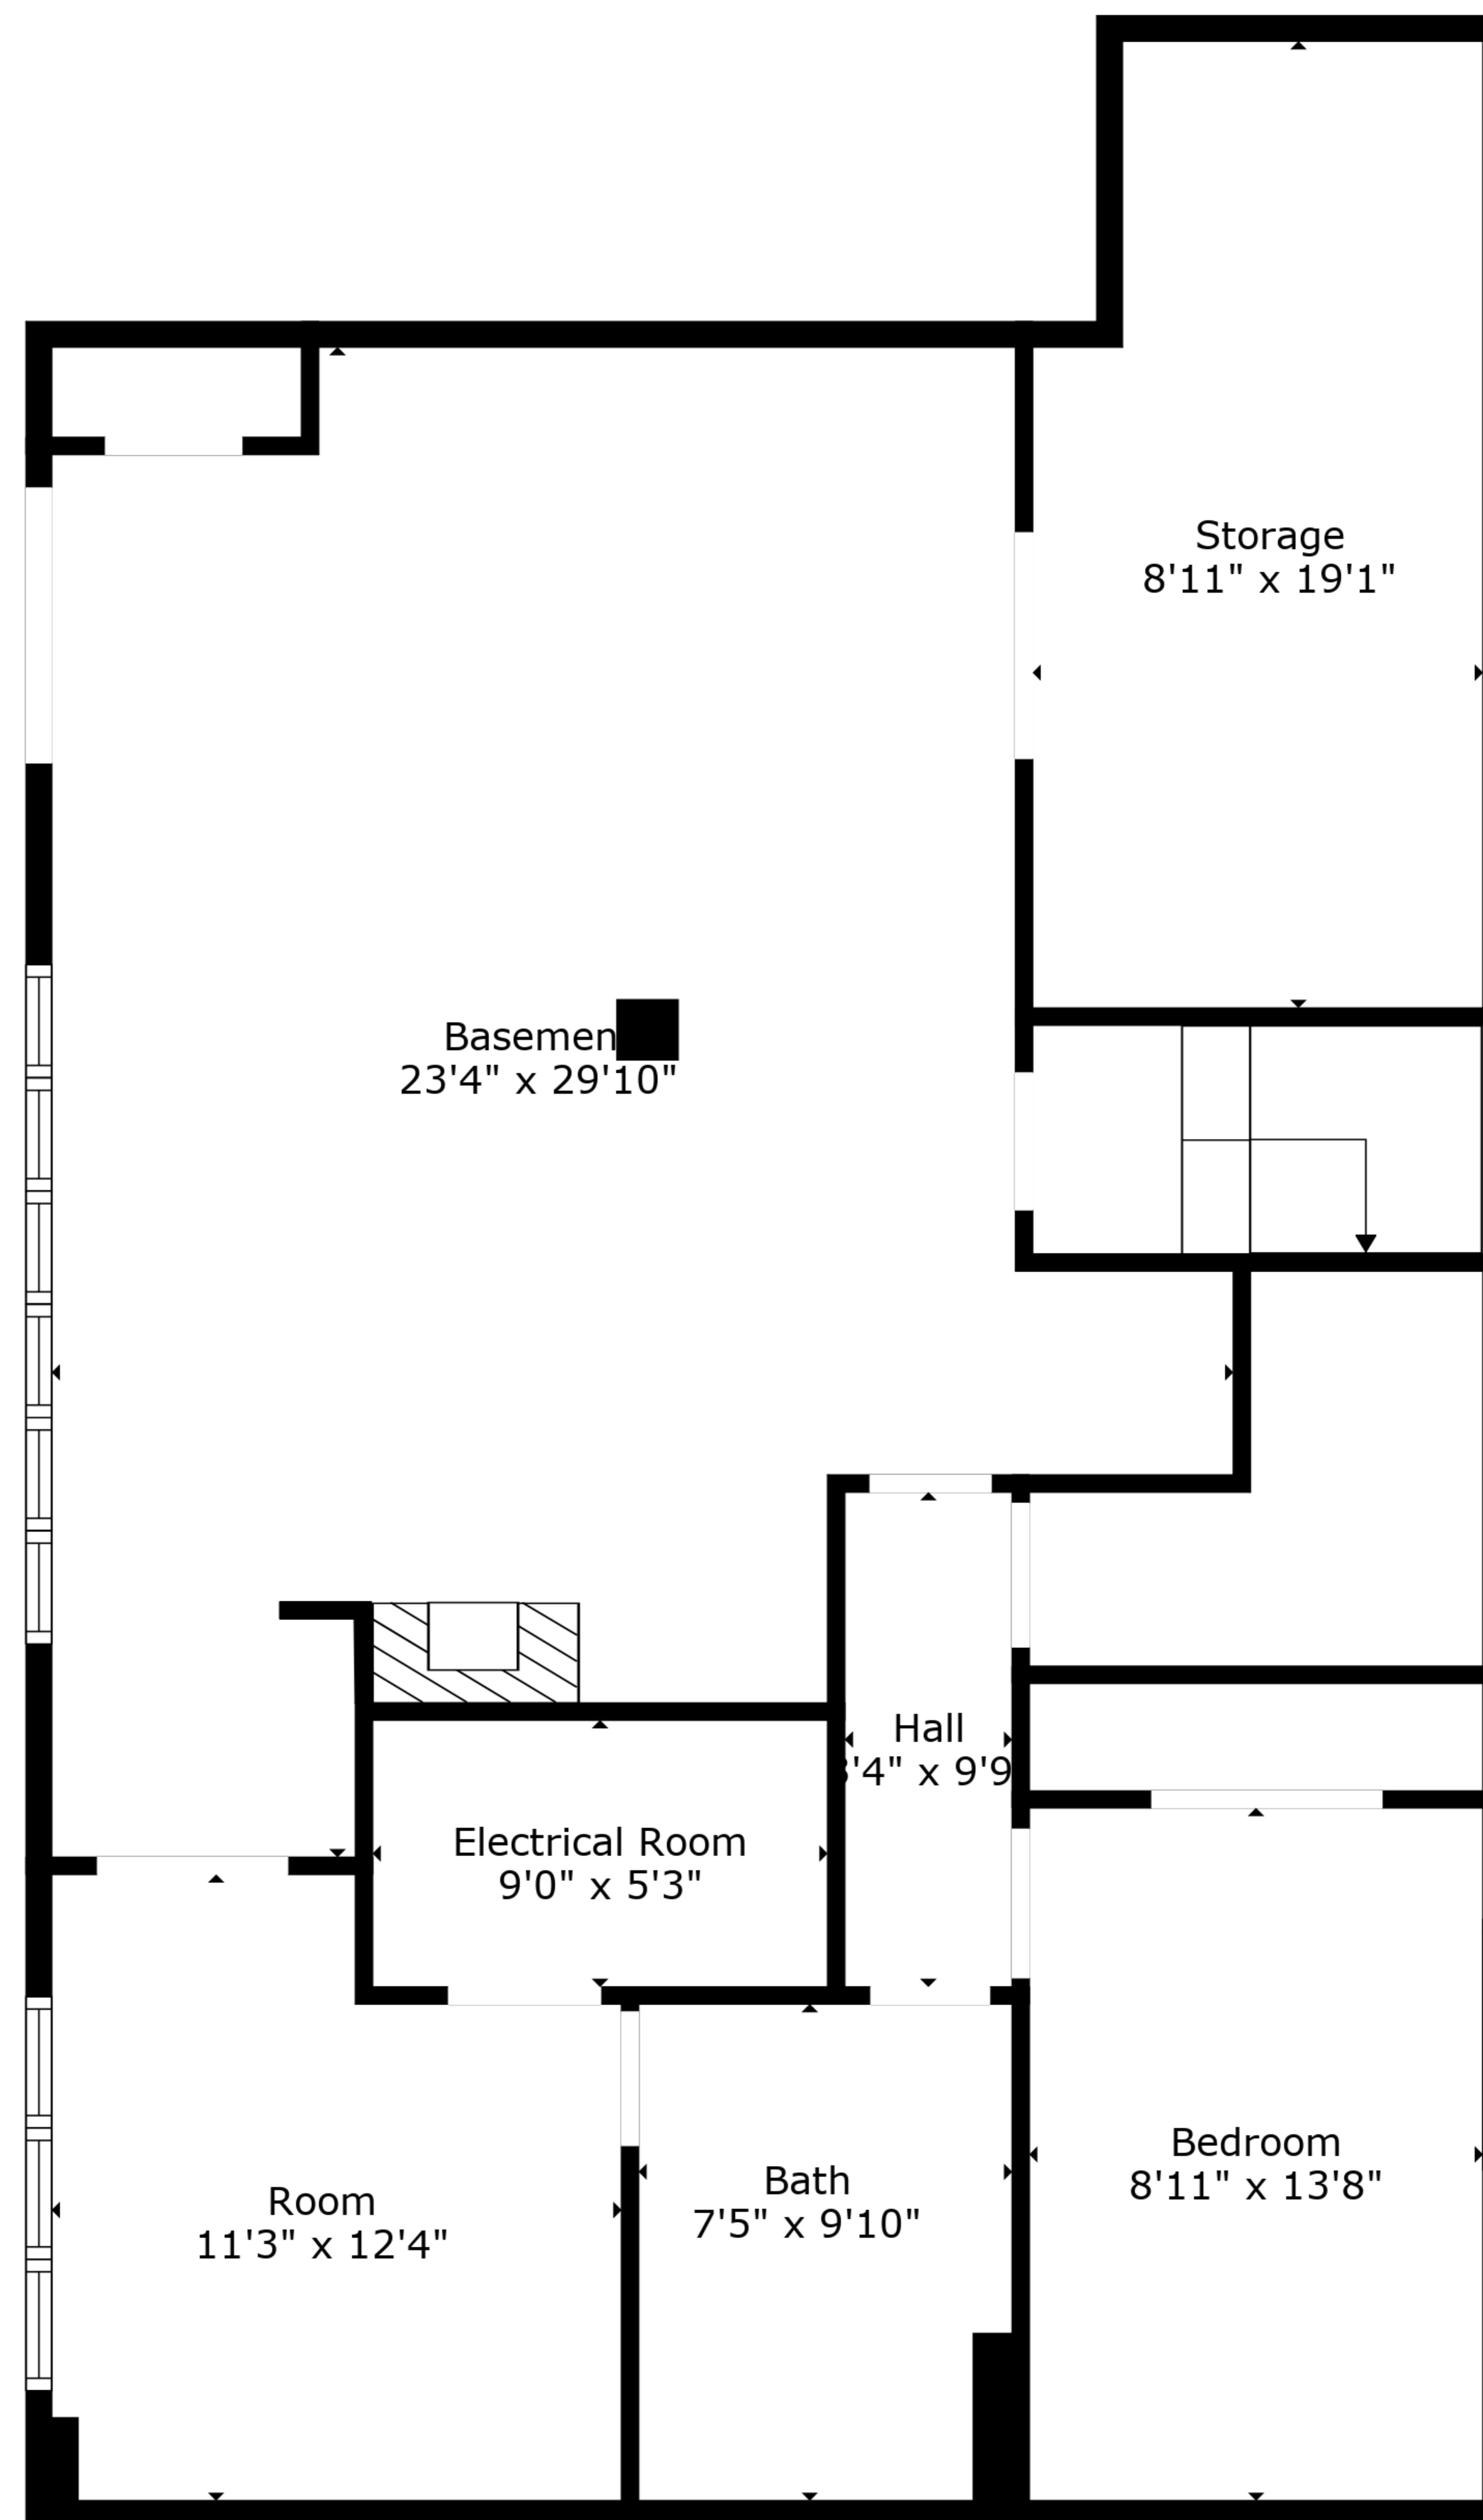 Storage
8'11" x 19'1"
Basemen
23'4" x 29'10"
Hall
'4" x 9'9
Electrical Room
9'0" x 5'3"
Bedroom
8'11" x 13'8"
Bath
7'5" x 9'10"
Room
11'3" x 12'4"